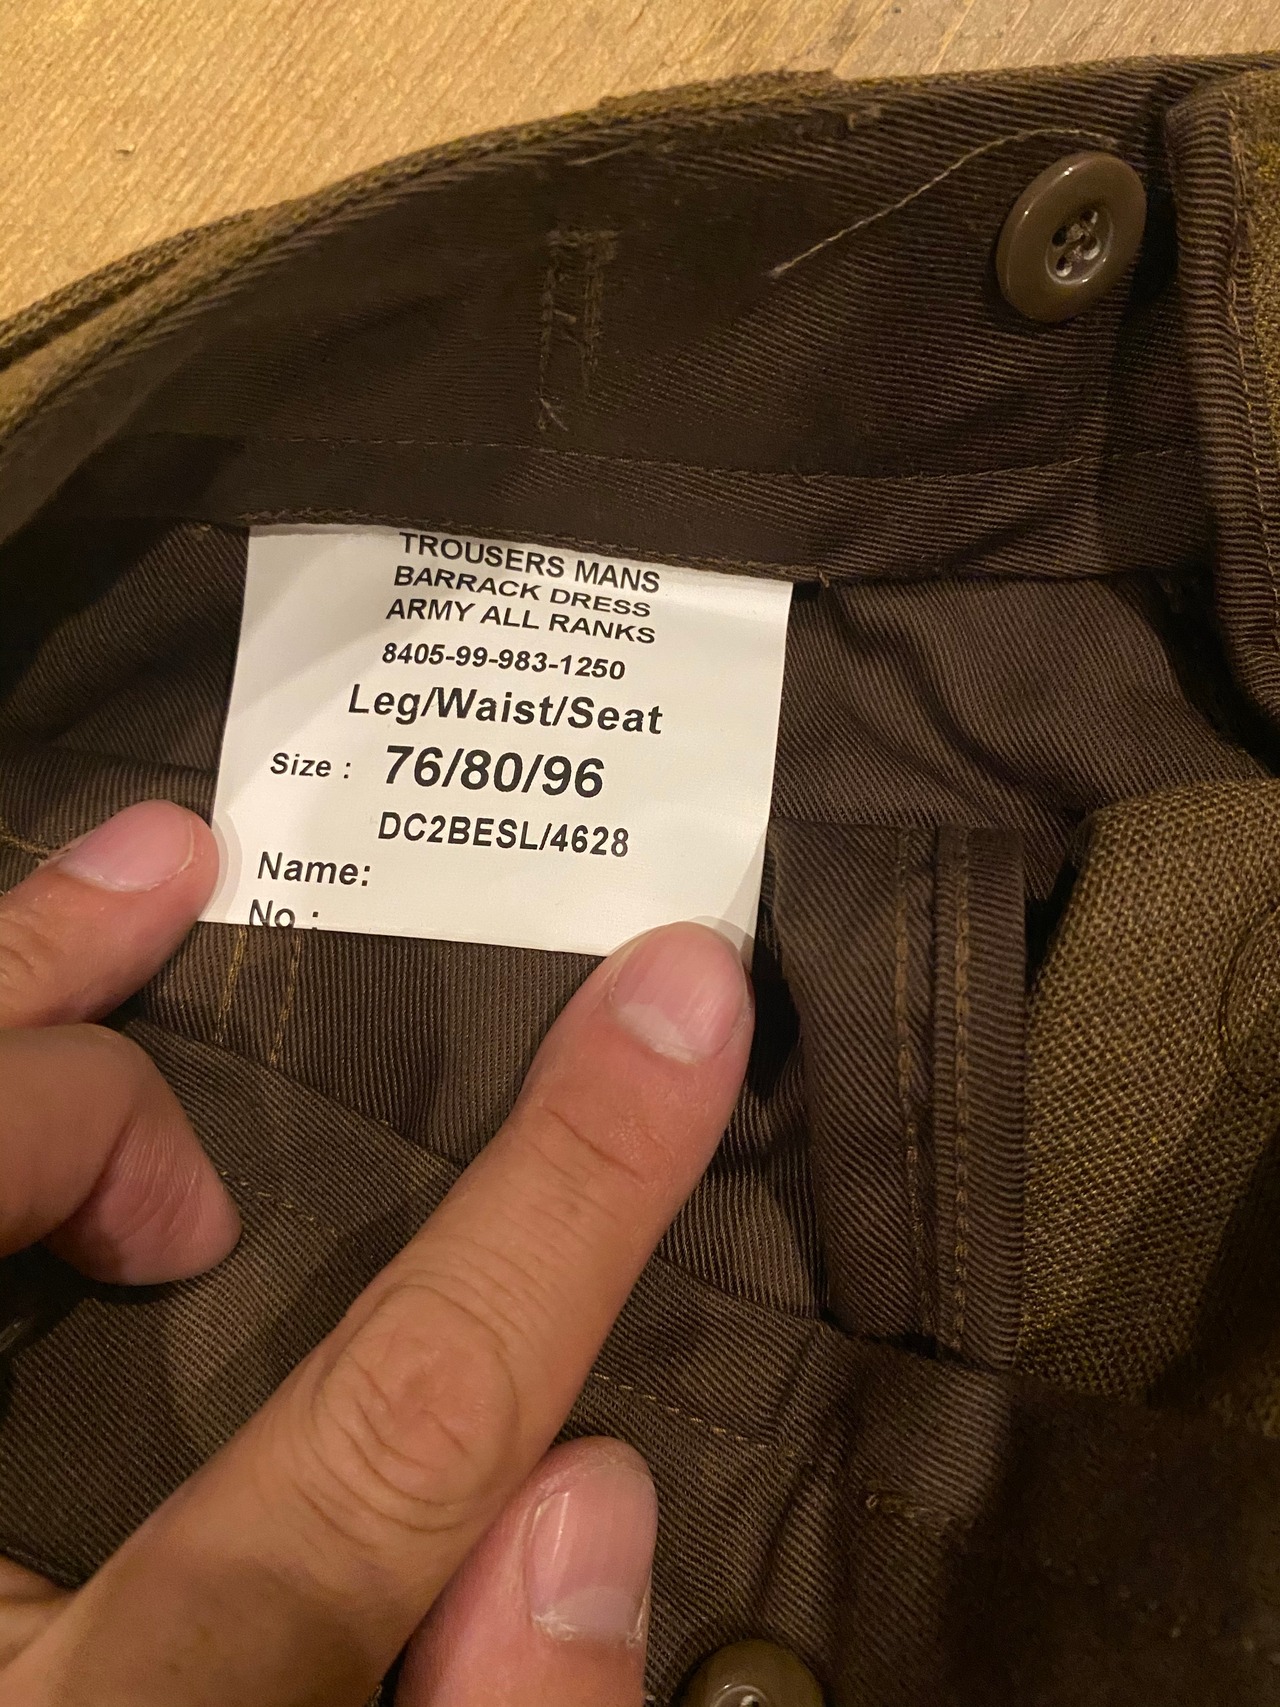 TROUSERS MANS
BARRACK DRESS
ARMY ALL RANKS
8405-99-983-1250
Leg/Waist/Seat
Size : 76/80/96
DC2BESL/4628
Name:
No :